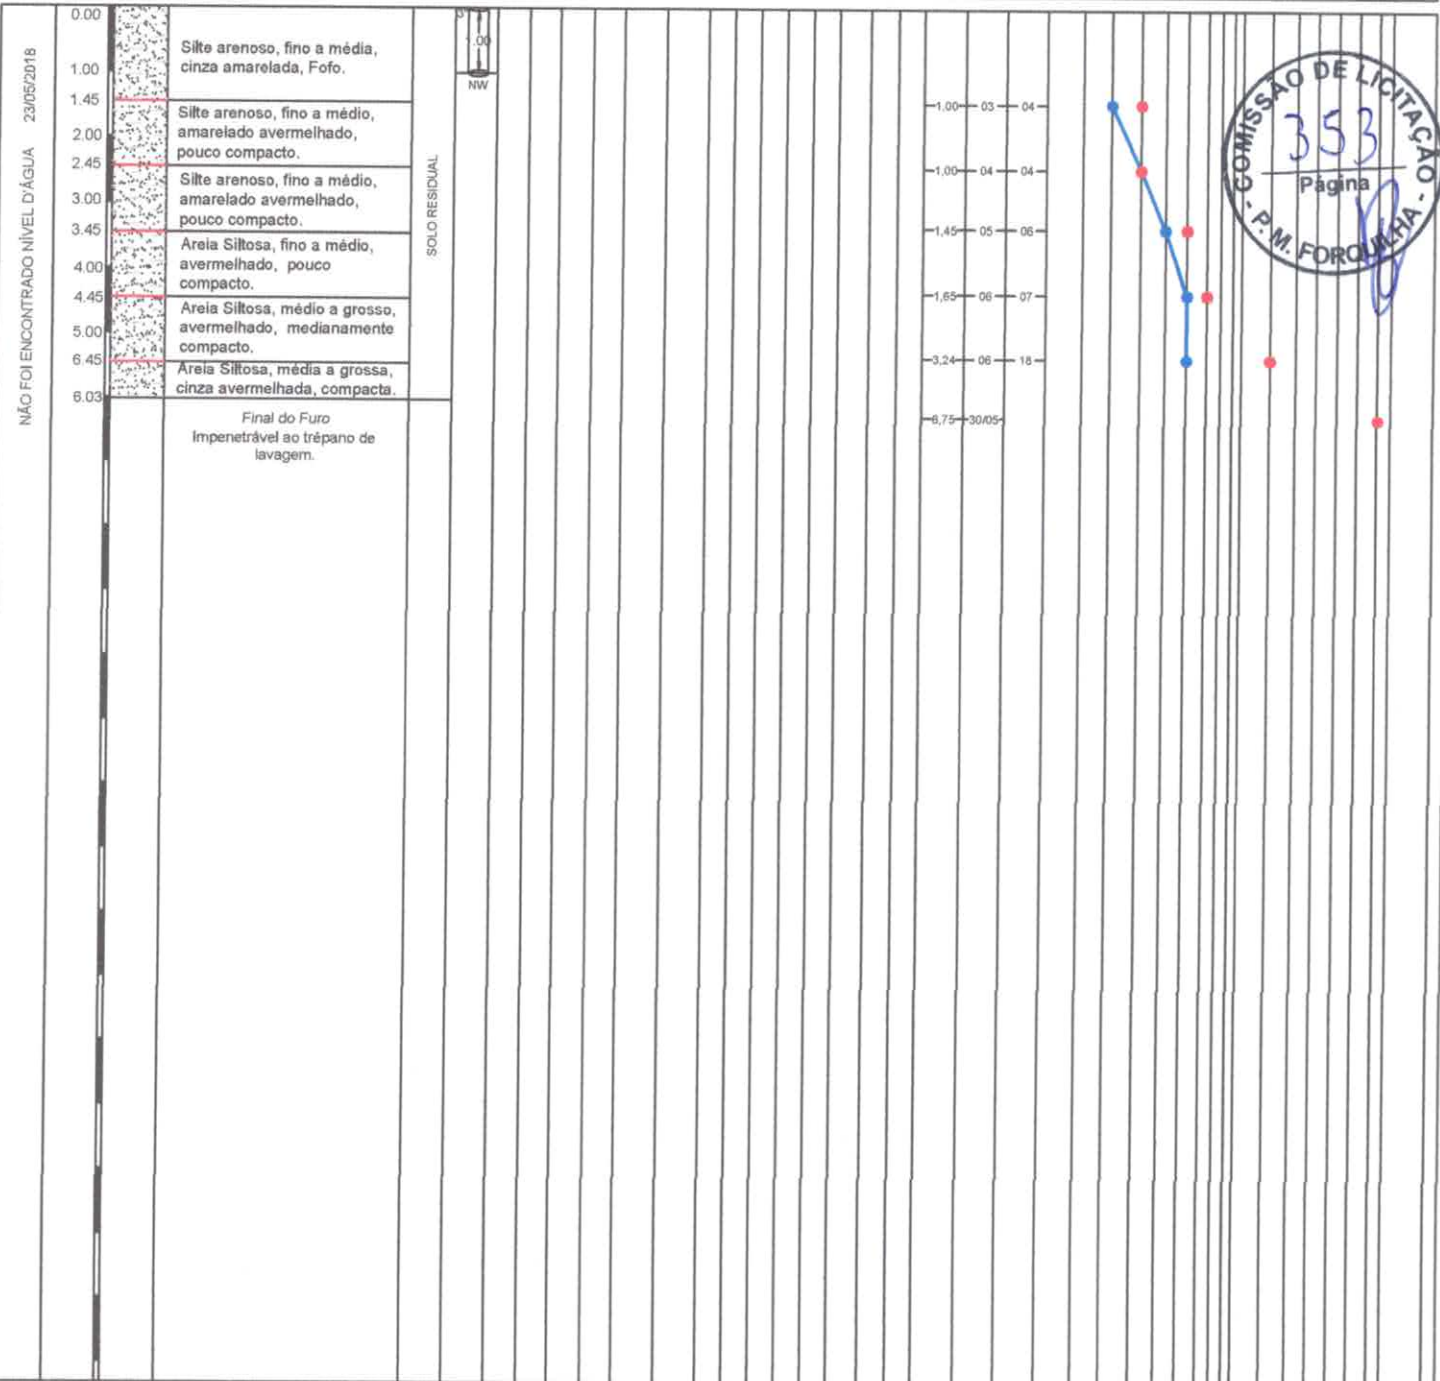 NÃO FOI ENCONTRADO NÍVEL D'ÁGUA 23/05/2018
0.00
1.00
1.45
2.00
2.45
3.00
3.45
4.00
4.45
5.00
6.45
6.03
Silte arenoso, fino a média,
cinza amarelada, Fofo.
Silte arenoso, fino a médio,
amarelado avermelhado,
pouco compacto.
Silte arenoso, fino a médio,
amarelado avermelhado,
pouco compacto.
Areia Siltosa, fino a médio,
avermelhado, pouco
compacto.
Areia Siltosa, médio a grosso,
avermelhado, medianamente
compacto.
Areia Siltosa, média a grossa,
cinza avermelhada, compacta.
Final do Furo
Impenetrável ao trépano de
lavagem.
SOLO RESIDUAL
NW
1,00 03 04
1,00 04 04
1,45 05 06
1,65 06 07
3,24 06 18
6,75 30/05
COMISSÃO DE LICITAÇÃO
353
Página
- P. M. FORQUILHA -